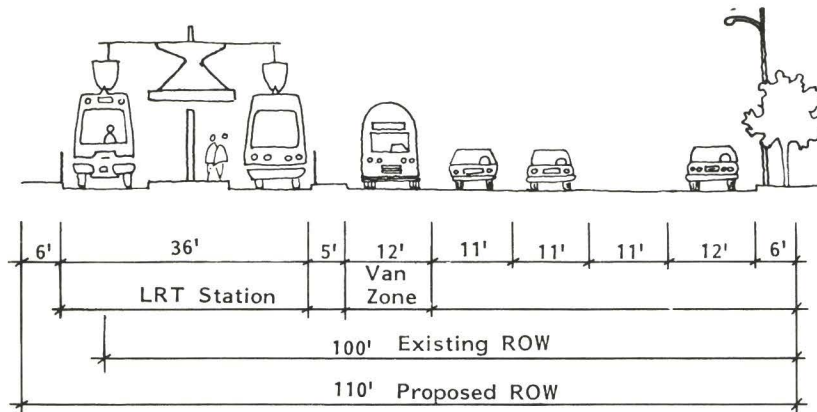 6' 36' 5' 12' 11' 11' 11' 12' 6'
LRT Station Van
Zone
100' Existing ROW
110' Proposed ROW